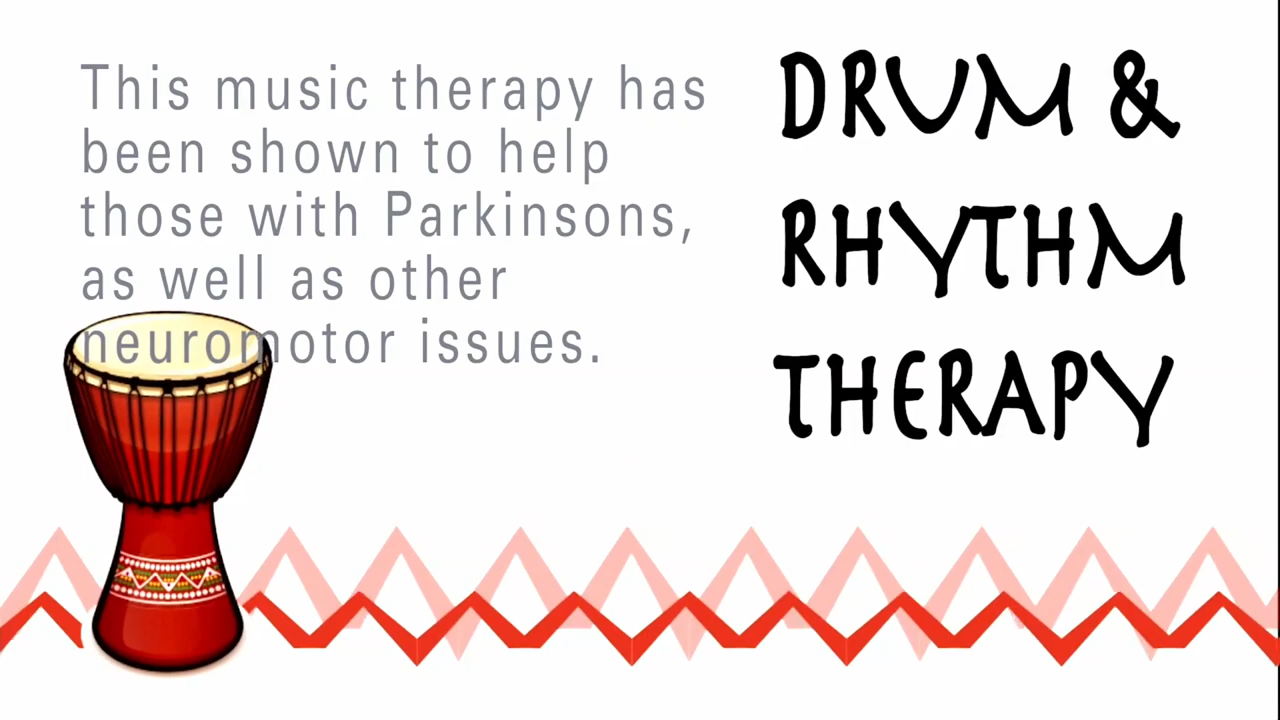 This music therapy has
been shown to help
those with Parkinsons,
as well as other
neuromotor issues.
DRUM &
RHYTHM
THERAPY